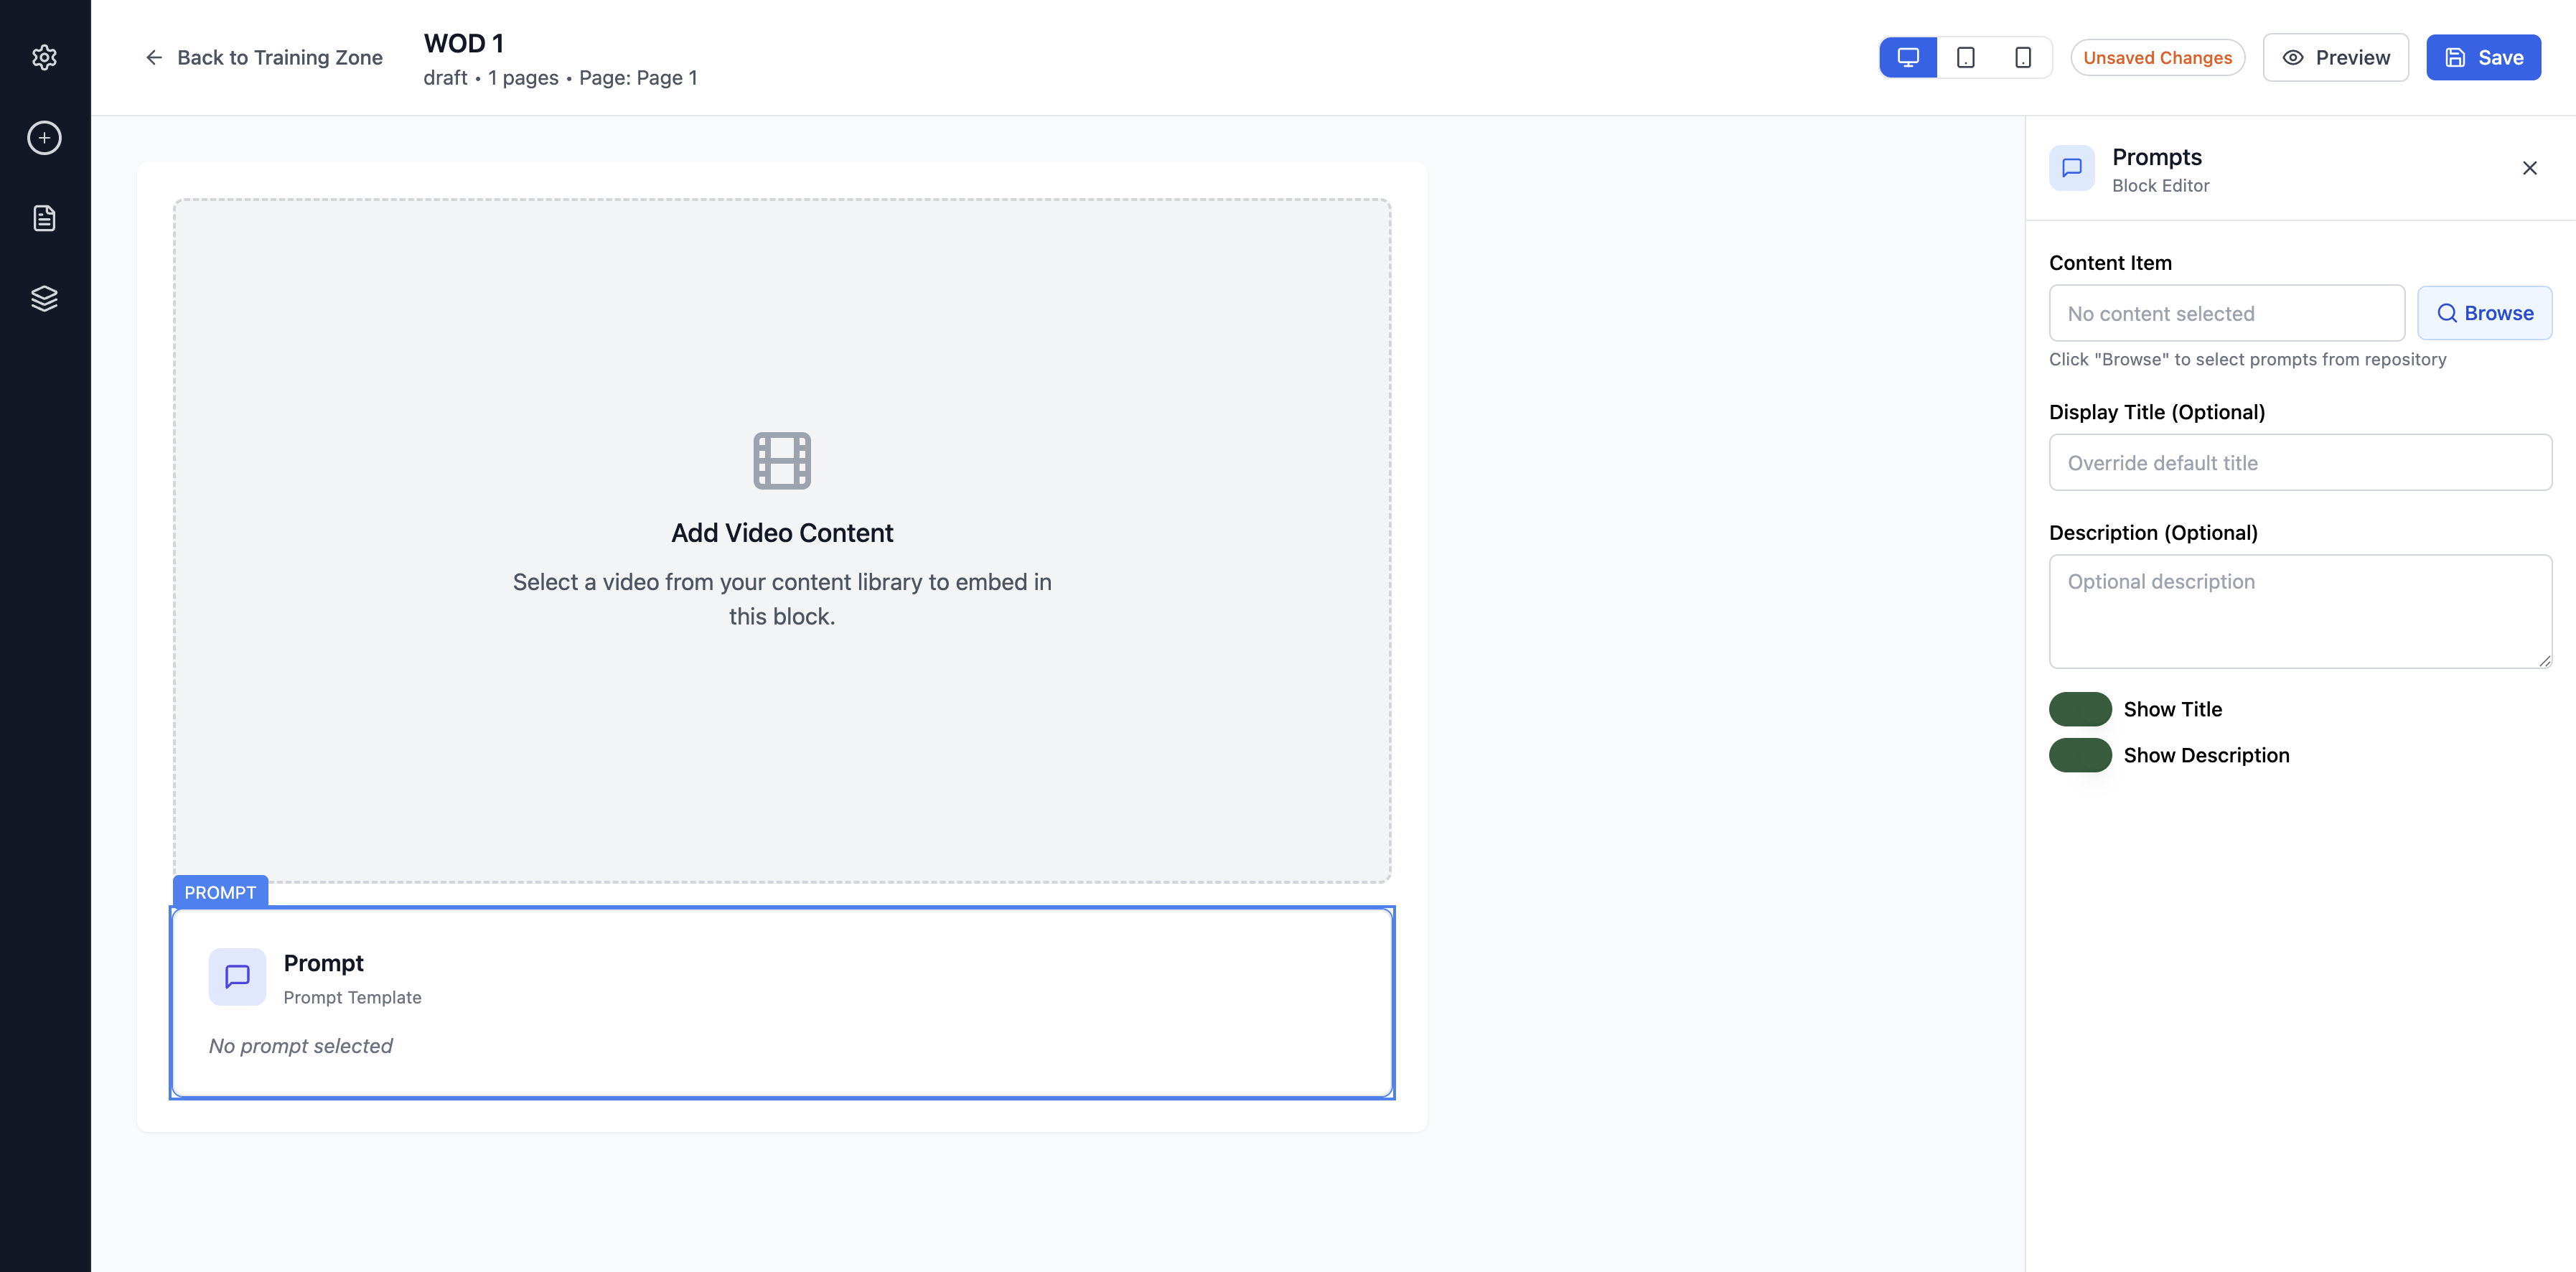 Back to Training Zone
WOD 1
draft • 1 pages • Page: Page 1
Unsaved Changes
Preview
Save
Add Video Content
Select a video from your content library to embed in
this block.
PROMPT
Prompt
Prompt Template
No prompt selected
Prompts
Block Editor
Content Item
No content selected
Browse
Click "Browse" to select prompts from repository
Display Title (Optional)
Override default title
Description (Optional)
Optional description
Show Title
Show Description